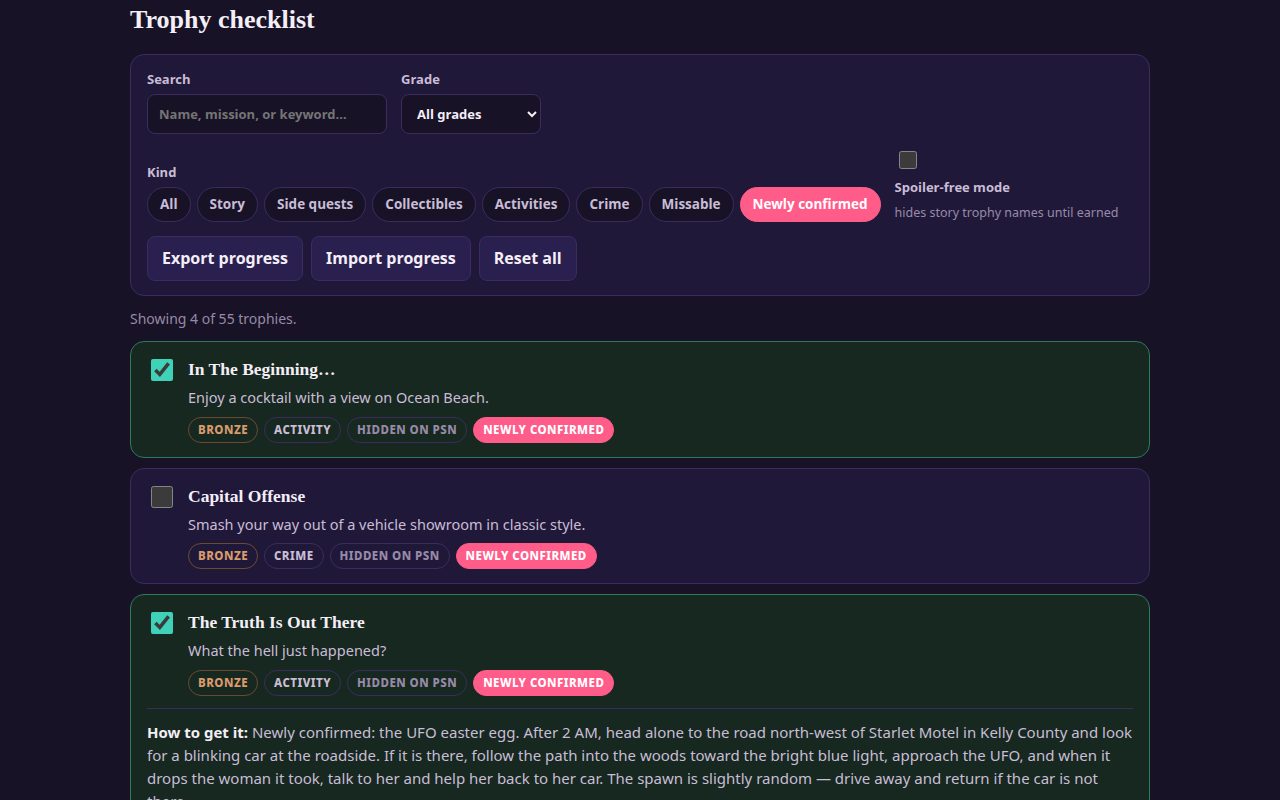 Trophy checklist
Search
Grade
Name, mission, or keyword...
All grades
Kind
All
Story
Side quests
Collectibles
Activities
Crime
Missable
Newly confirmed
Spoiler-free mode
hides story trophy names until earned
Export progress
Import progress
Reset all
Showing 4 of 55 trophies.
In The Beginning…
Enjoy a cocktail with a view on Ocean Beach.
BRONZE
ACTIVITY
HIDDEN ON PSN
NEWLY CONFIRMED
Capital Offense
Smash your way out of a vehicle showroom in classic style.
BRONZE
CRIME
HIDDEN ON PSN
NEWLY CONFIRMED
The Truth Is Out There
What the hell just happened?
BRONZE
ACTIVITY
HIDDEN ON PSN
NEWLY CONFIRMED
How to get it: Newly confirmed: the UFO easter egg. After 2 AM, head alone to the road north-west of Starlet Motel in Kelly County and look
for a blinking car at the roadside. If it is there, follow the path into the woods toward the bright blue light, approach the UFO, and when it
drops the woman it took, talk to her and help her back to her car. The spawn is slightly random — drive away and return if the car is not